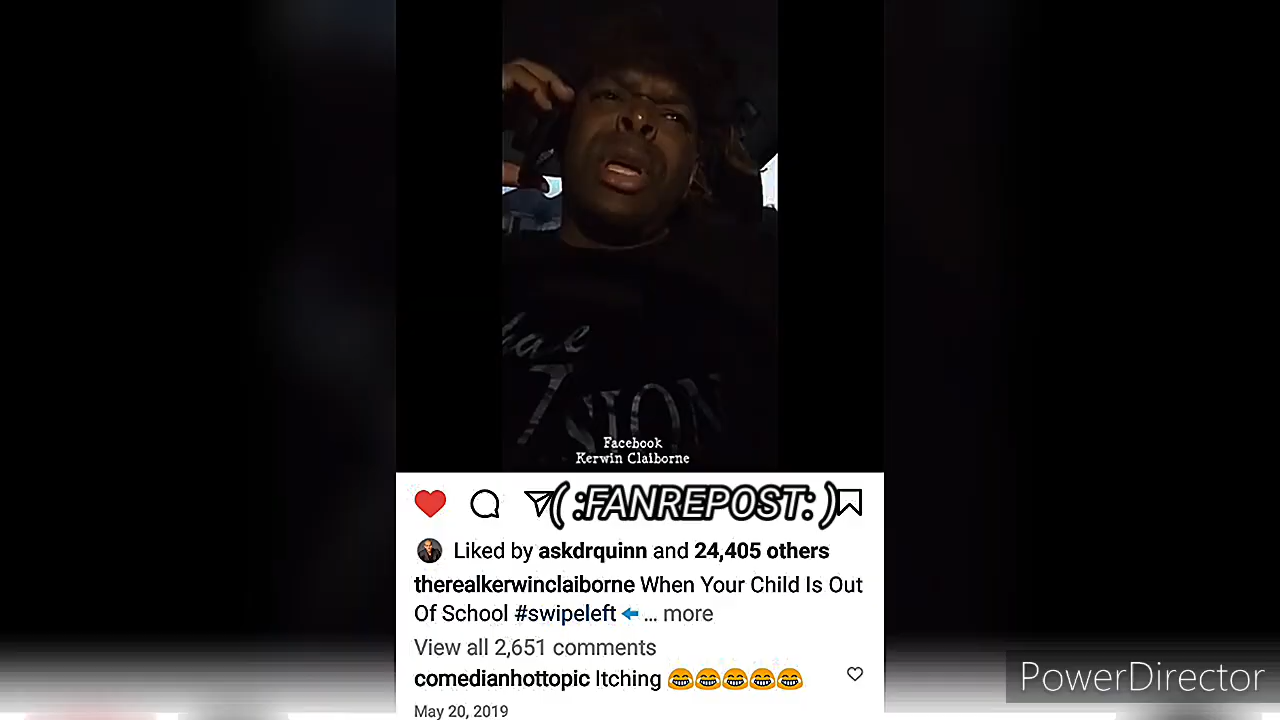 Facebook
Kerwin Claiborne
( :FANREPOST: )
Liked by askdrquinn and 24,405 others
therealkerwinclaiborne When Your Child Is Out
Of School #swipeleft ⬅ ... more
View all 2,651 comments
comedianhottopic Itching 😂😂😂😂😂
May 20, 2019
PowerDirector